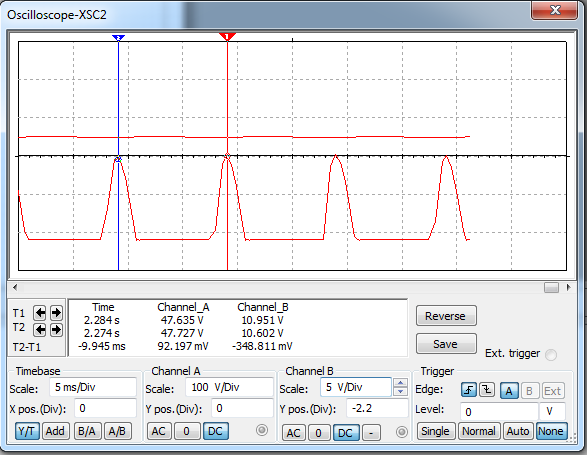 Oscilloscope-XSC2
2
1
T1
T2
T2-T1
Time Channel_A Channel_B
2.284 s 47.635 V 10.951 V
2.274 s 47.727 V 10.602 V
-9.945 ms 92.197 mV -348.811 mV
Reverse
Save
Ext. trigger
Timebase
Scale: 5 ms/Div
X pos.(Div): 0
Y/T Add B/A A/B
Channel A
Scale: 100 V/Div
Y pos.(Div): 0
AC 0 DC
Channel B
Scale: 5 V/Div
Y pos.(Div): -2.2
AC 0 DC -
Trigger
Edge: A B Ext
Level: 0 V
Single Normal Auto None